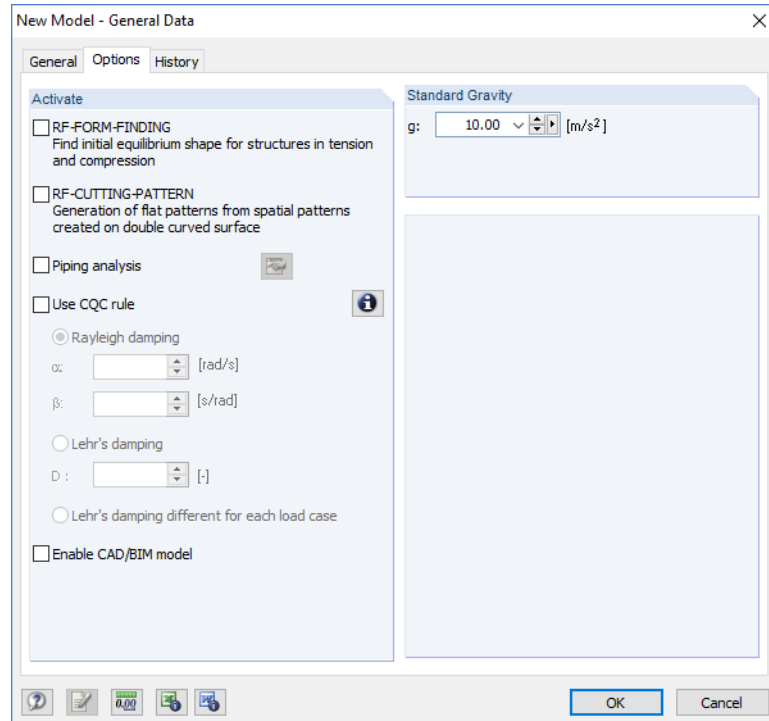 New Model - General Data
General Options History
Activate
RF-FORM-FINDING
Find initial equilibrium shape for structures in tension
and compression
RF-CUTTING-PATTERN
Generation of flat patterns from spatial patterns
created on double curved surface
Piping analysis
Use CQC rule
Rayleigh damping
α: [rad/s]
β: [s/rad]
Lehr's damping
D : [-]
Lehr's damping different for each load case
Enable CAD/BIM model
Standard Gravity
g: 10.00 [m/s²]
0.00
OK Cancel